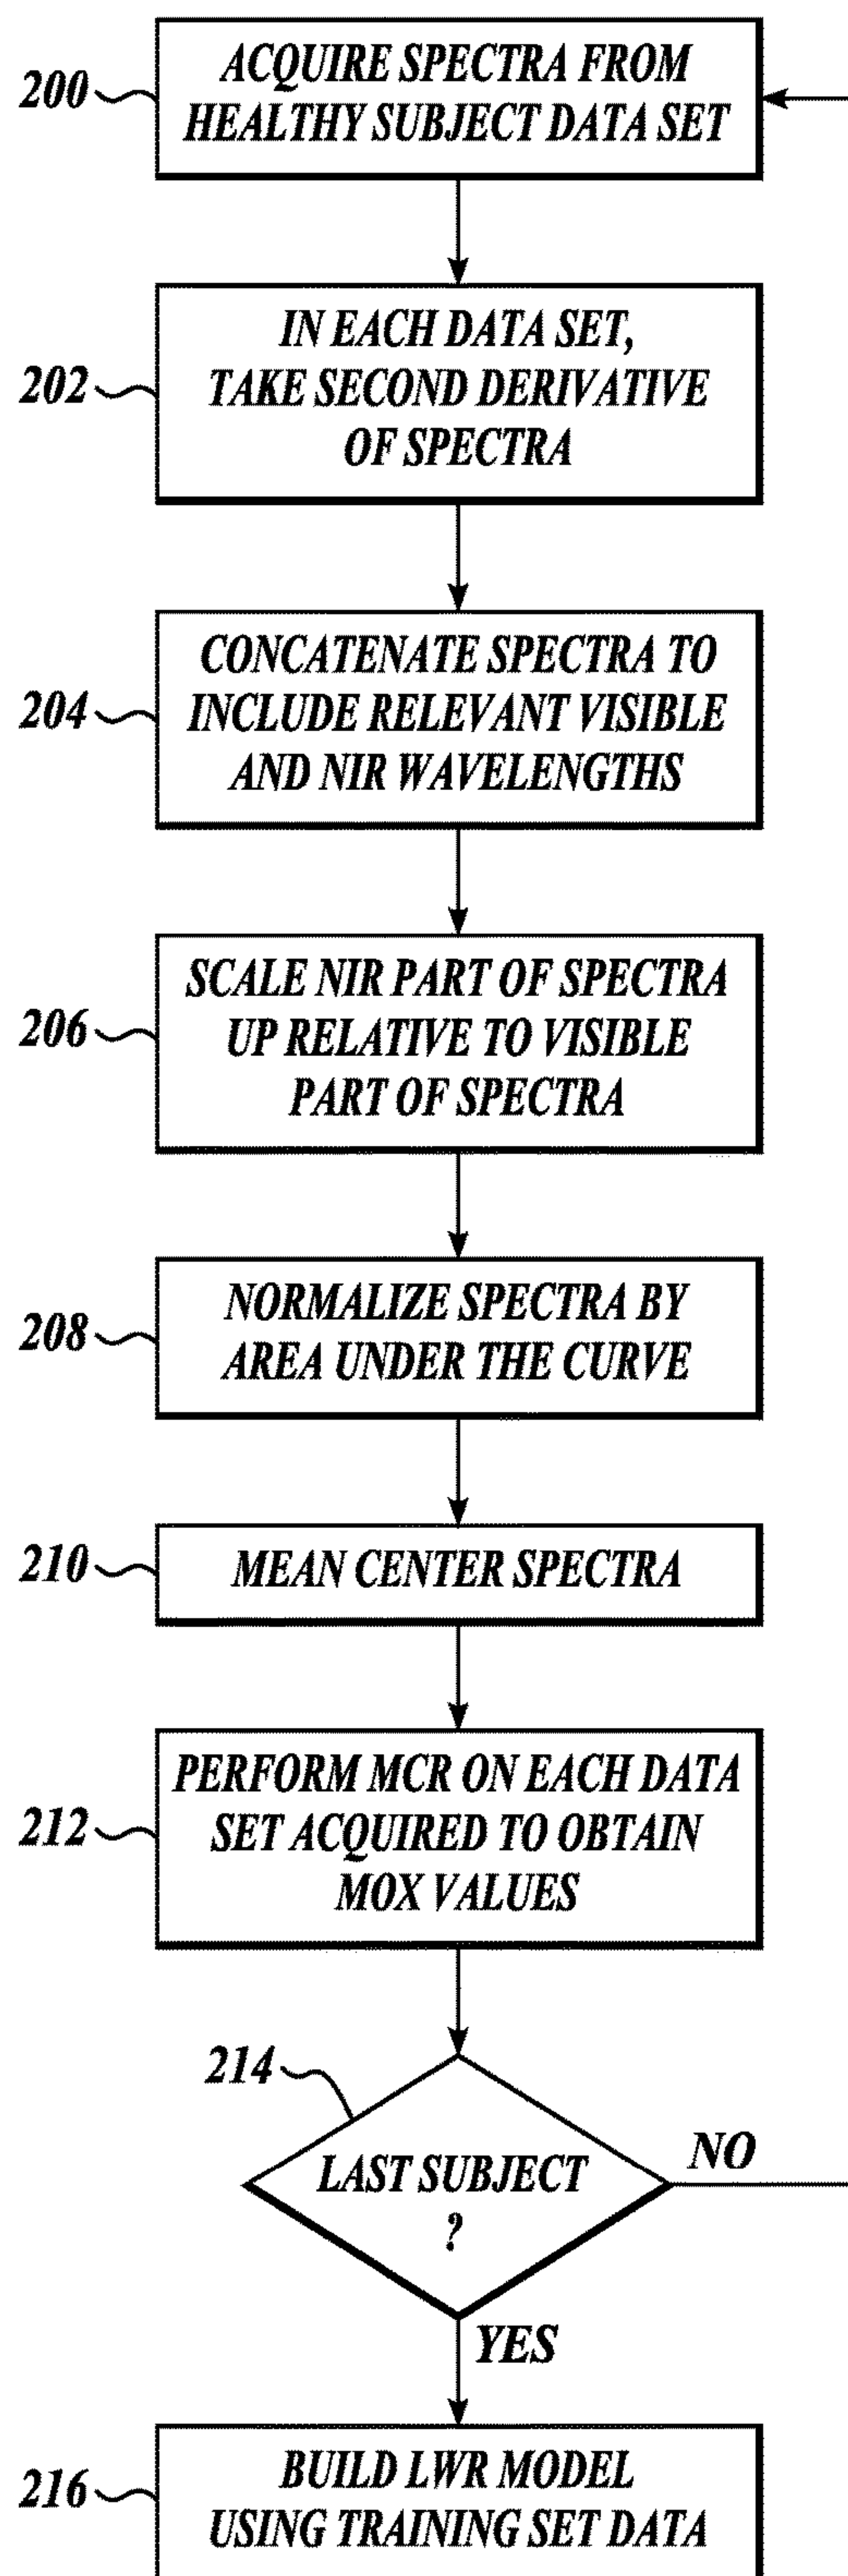 200
ACQUIRE SPECTRA FROM
HEALTHY SUBJECT DATA SET
202
IN EACH DATA SET,
TAKE SECOND DERIVATIVE
OF SPECTRA
204
CONCATENATE SPECTRA TO
INCLUDE RELEVANT VISIBLE
AND NIR WAVELENGTHS
206
SCALE NIR PART OF SPECTRA
UP RELATIVE TO VISIBLE
PART OF SPECTRA
208
NORMALIZE SPECTRA BY
AREA UNDER THE CURVE
210
MEAN CENTER SPECTRA
212
PERFORM MCR ON EACH DATA
SET ACQUIRED TO OBTAIN
MOX VALUES
214
LAST SUBJECT
?
NO
YES
216
BUILD LWR MODEL
USING TRAINING SET DATA